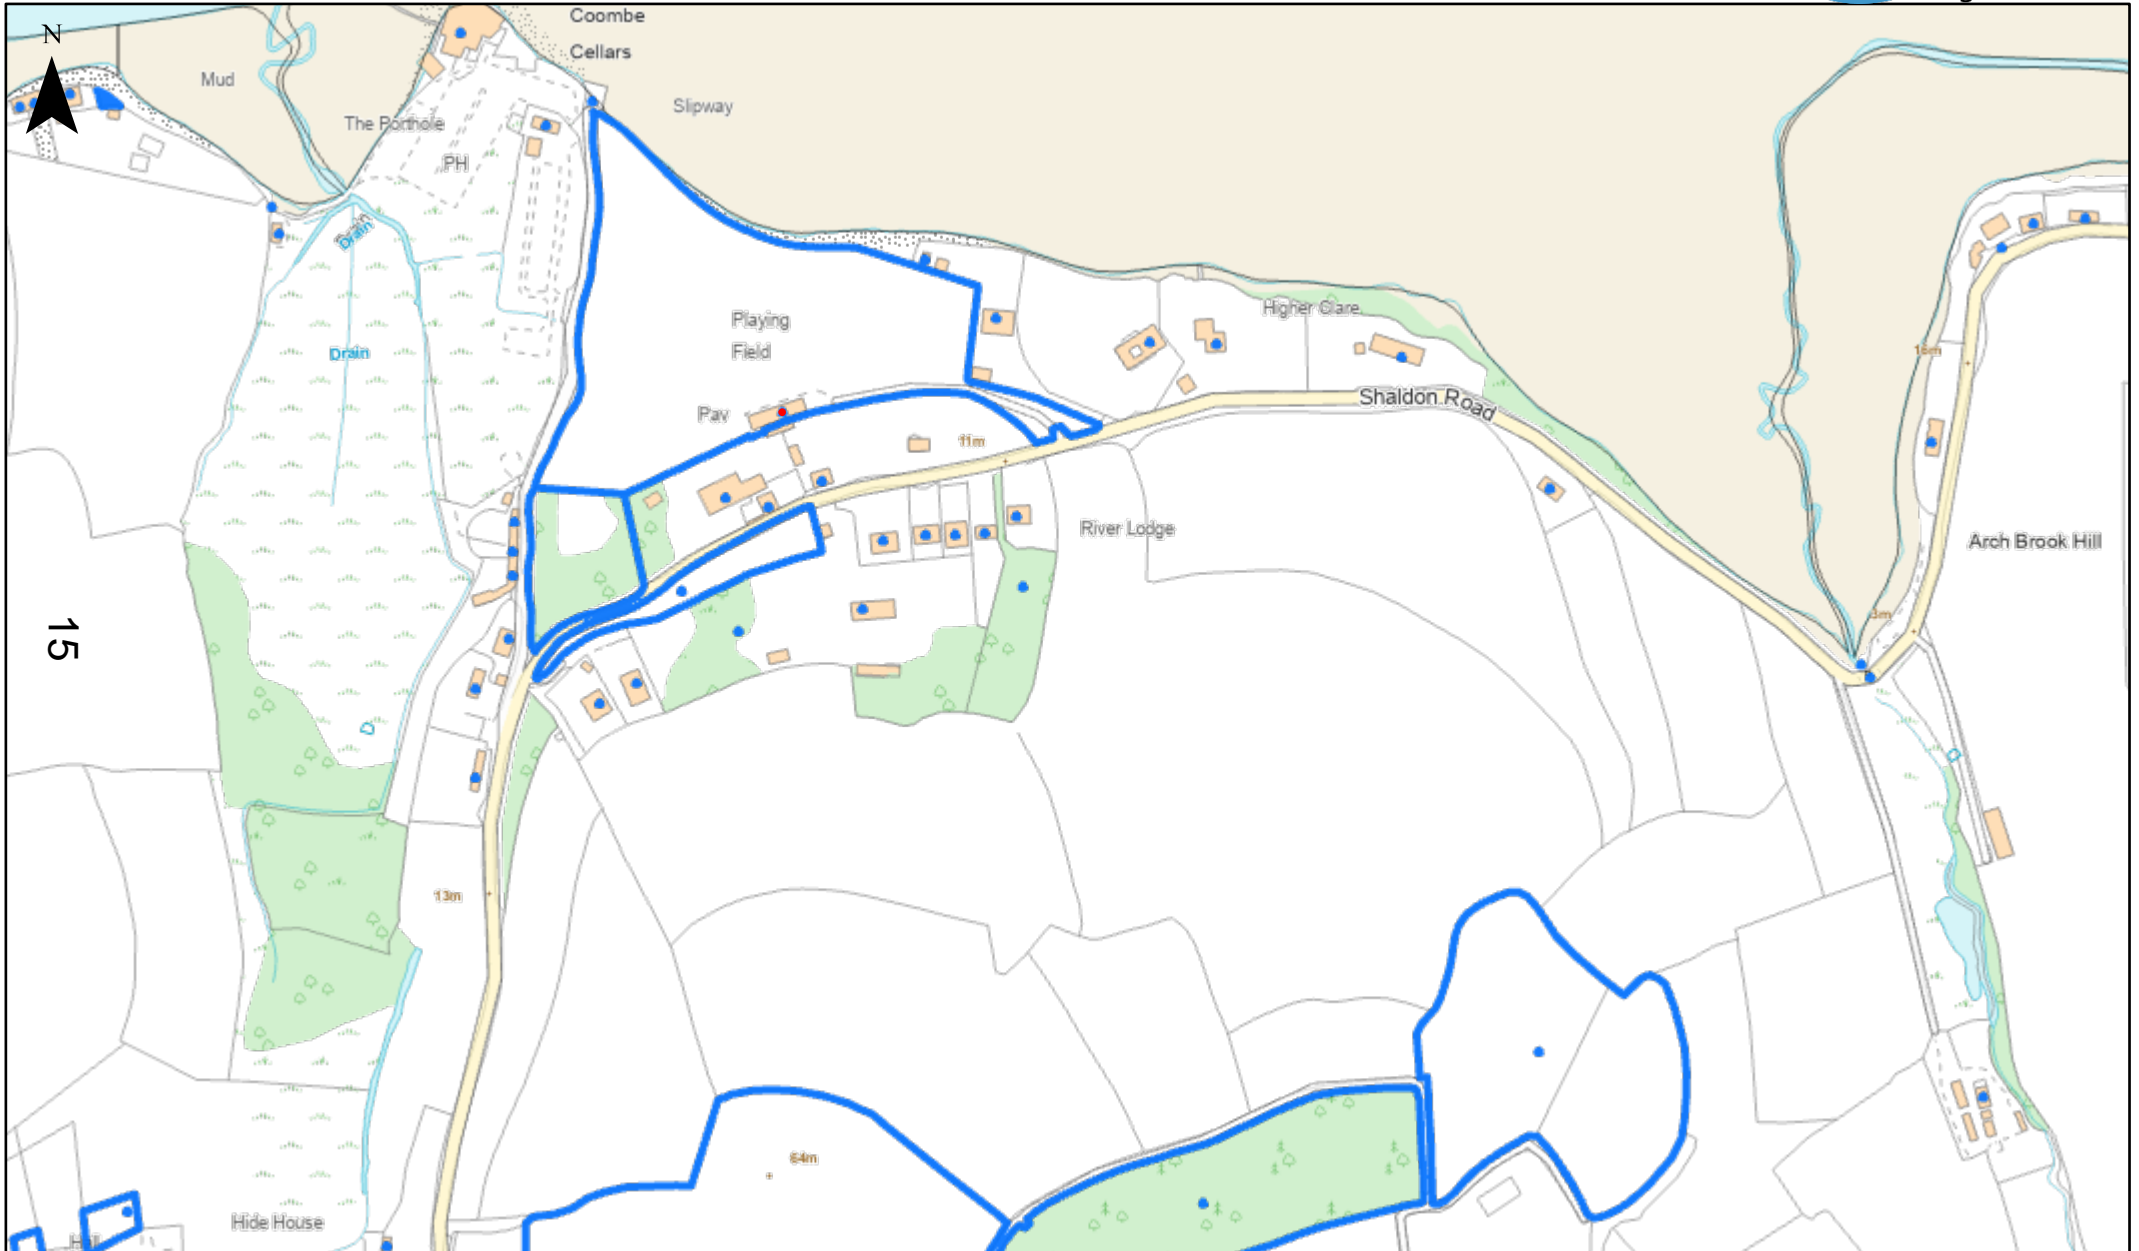 Coombe
Cellars
N
Mud
Slipway
The Porthole
PH
Drain
Drain
Drain
Higher Clare
Playing
Field
16m
Shaldon Road
Pav
11m
River Lodge
Arch Brook Hill
3m
15
13m
64m
Hide House